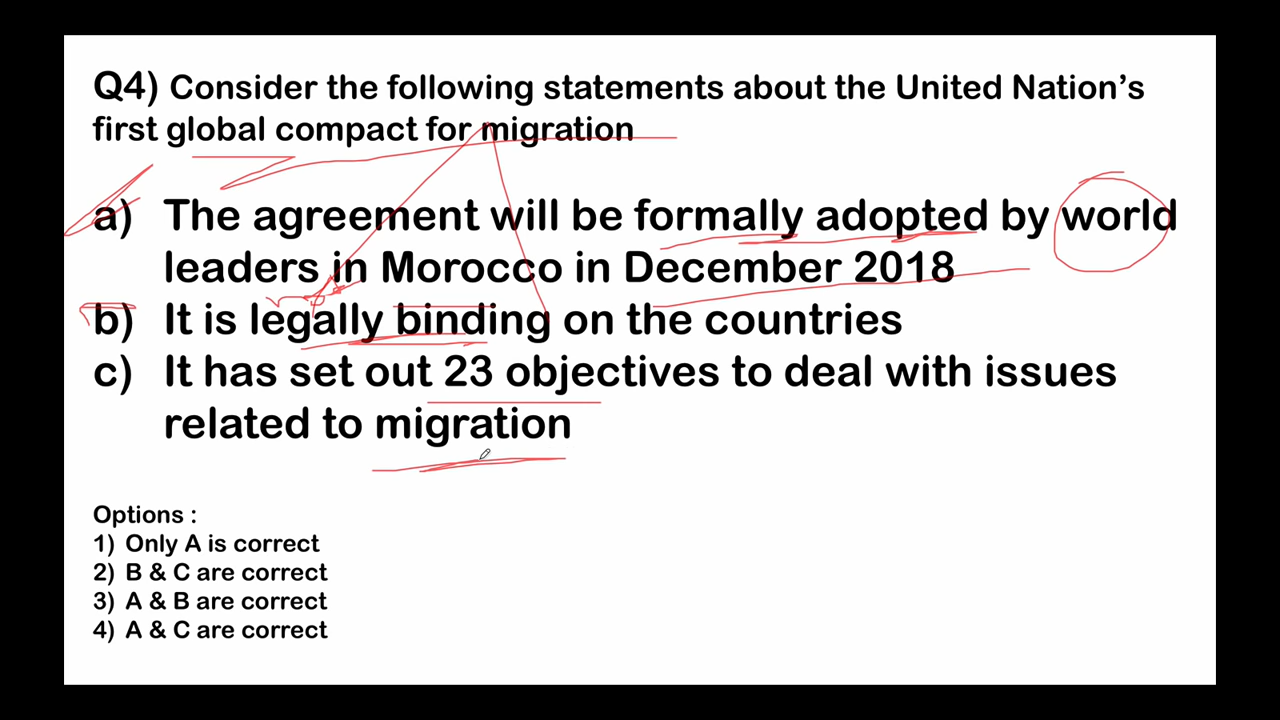 Q4) Consider the following statements about the United Nation’s
first global compact for migration
a) The agreement will be formally adopted by world
leaders in Morocco in December 2018
b) It is legally binding on the countries
c) It has set out 23 objectives to deal with issues
related to migration
Options :
1) Only A is correct
2) B & C are correct
3) A & B are correct
4) A & C are correct